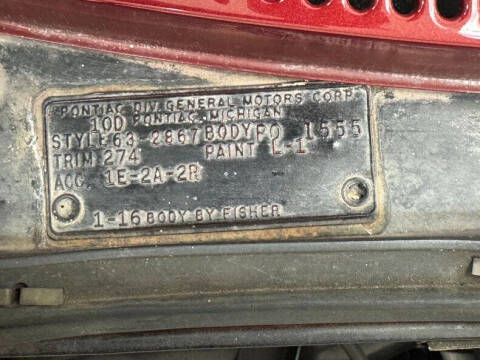 PONTIAC DIV. GENERAL MOTORS CORP.
10D PONTIAC, MICHIGAN
STYLE 63-2867 BODY PO 1555
TRIM 274 PAINT L-1
ACC. 1E-2A-2R
1-16 BODY BY FISHER